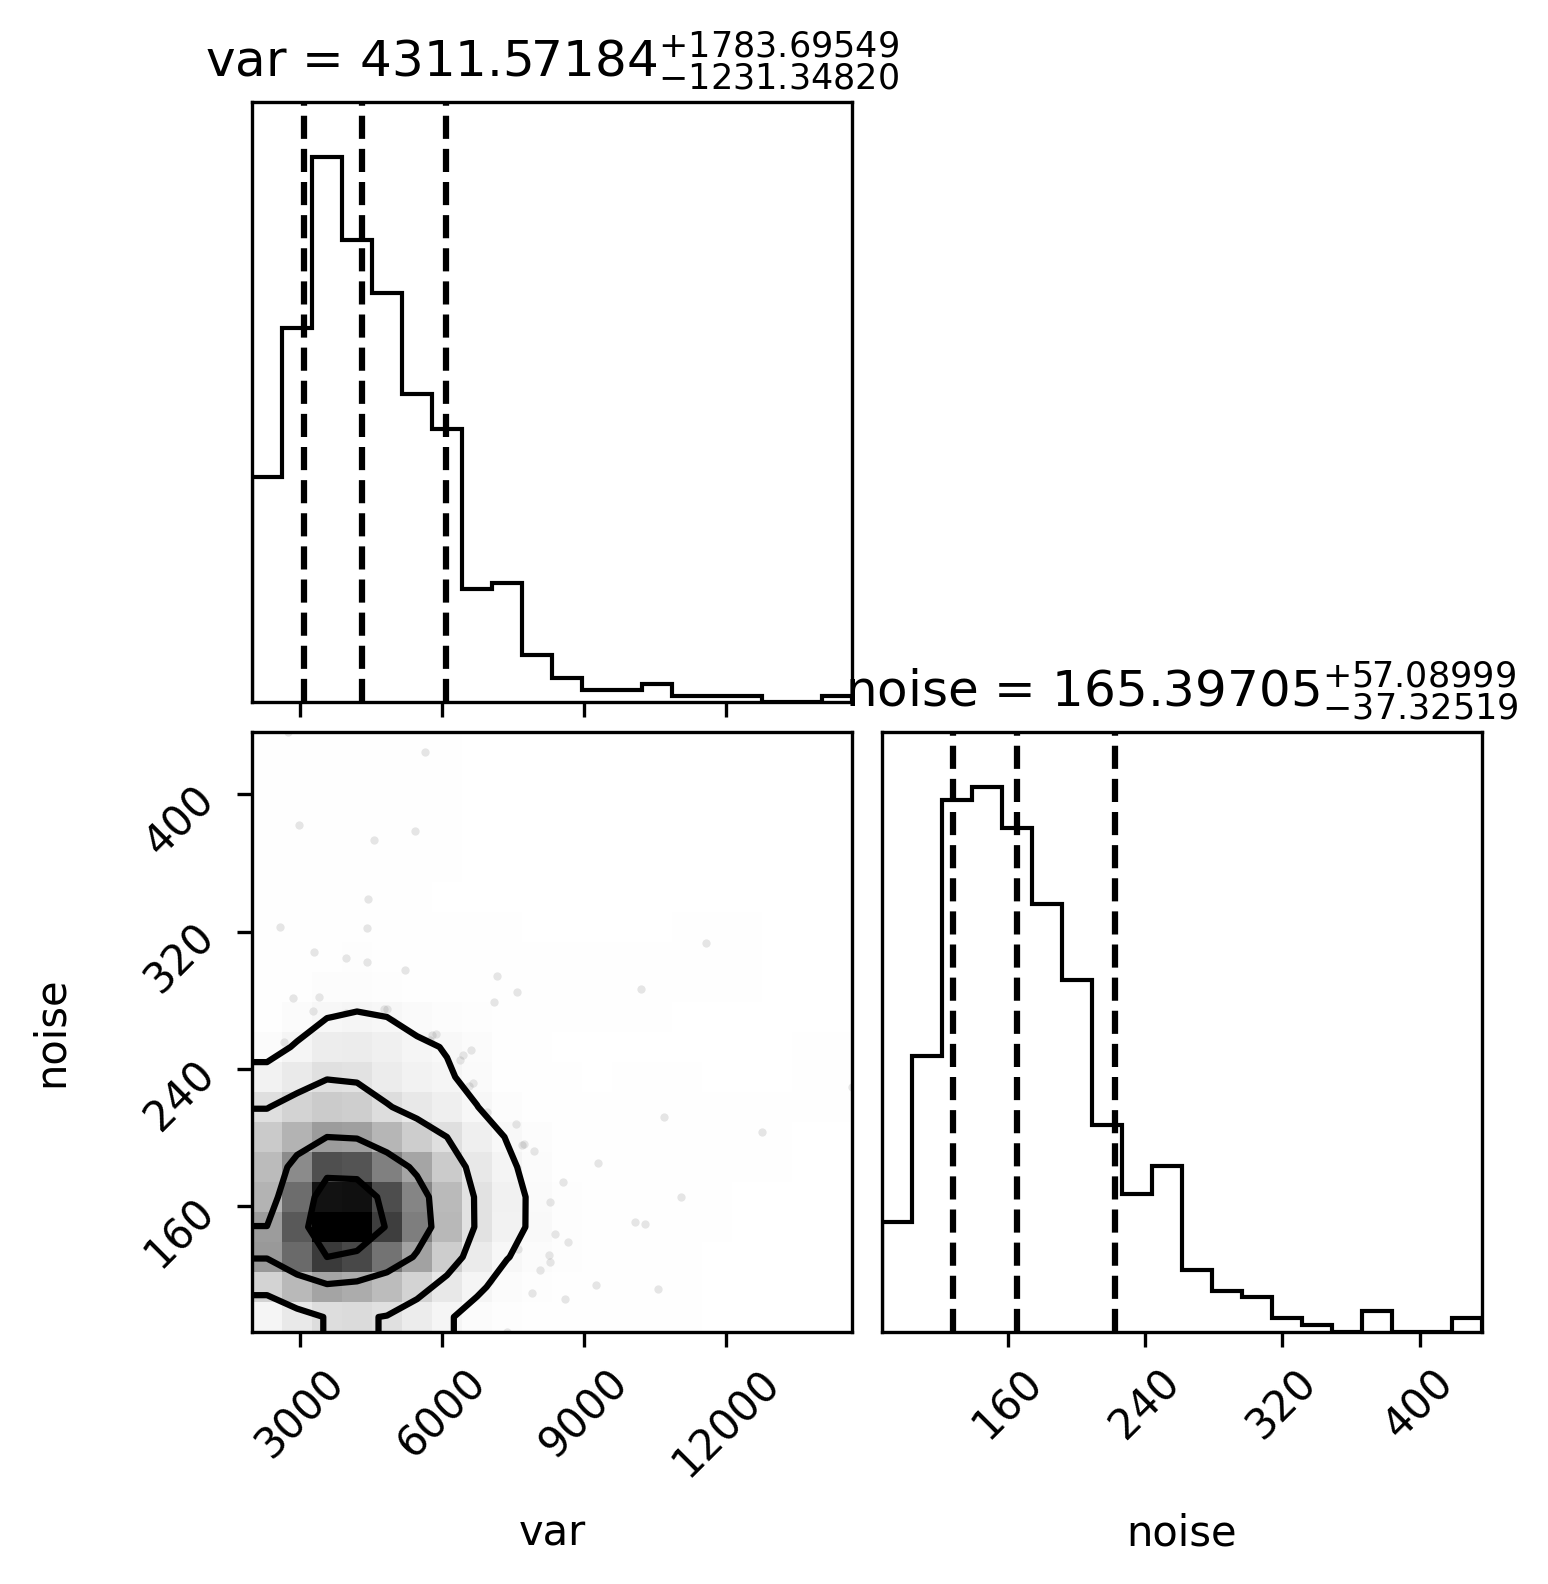 var = 4311.57184+1783.69549−1231.34820
noise = 165.39705+57.08999−37.32519
400
320
240
160
noise
3000 6000 9000 12000
160 240 320 400
var
noise